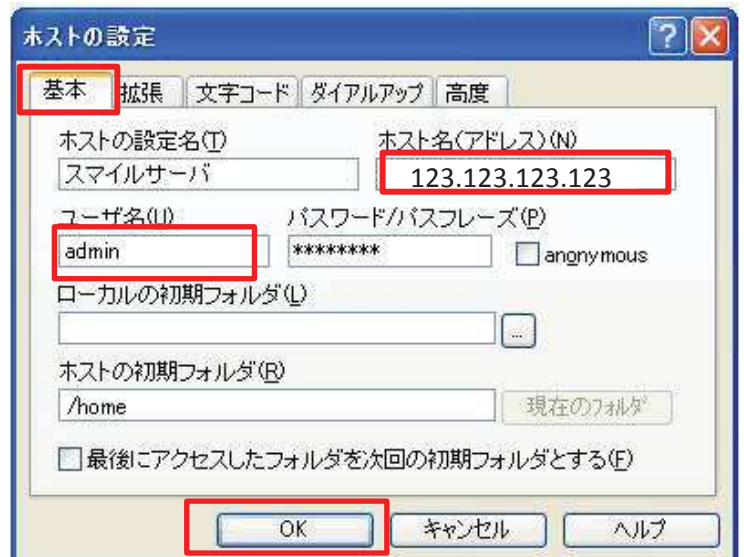 ホストの設定
基本 拡張 文字コード ダイアルアップ 高度
ホストの設定名(T) ホスト名(アドレス)(N)
スマイルサーバ 123.123.123.123
ユーザ名(U) パスワード/パスフレーズ(P)
admin ******** anonymous
ローカルの初期フォルダ(L)
...
ホストの初期フォルダ(R)
/home 現在のフォルダ
最後にアクセスしたフォルダを次回の初期フォルダとする(F)
OK キャンセル ヘルプ